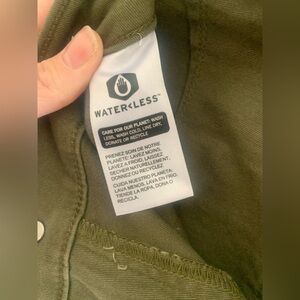 WATER<LESS™
CARE FOR OUR PLANET: WASH
LESS, WASH COLD, LINE DRY,
DONATE OR RECYCLE
PRENEZ SOIN DE NOTRE
PLANÈTE: LAVEZ MOINS,
LAVEZ À FROID, LAISSEZ
SÉCHER NATURELLEMENT,
DONNEZ OU RECYCLEZ.
CUIDA NUESTRO PLANETA:
LAVA MENOS, LAVA EN FRÍO,
TIENDE LA ROPA, DONA O
RECICLA.